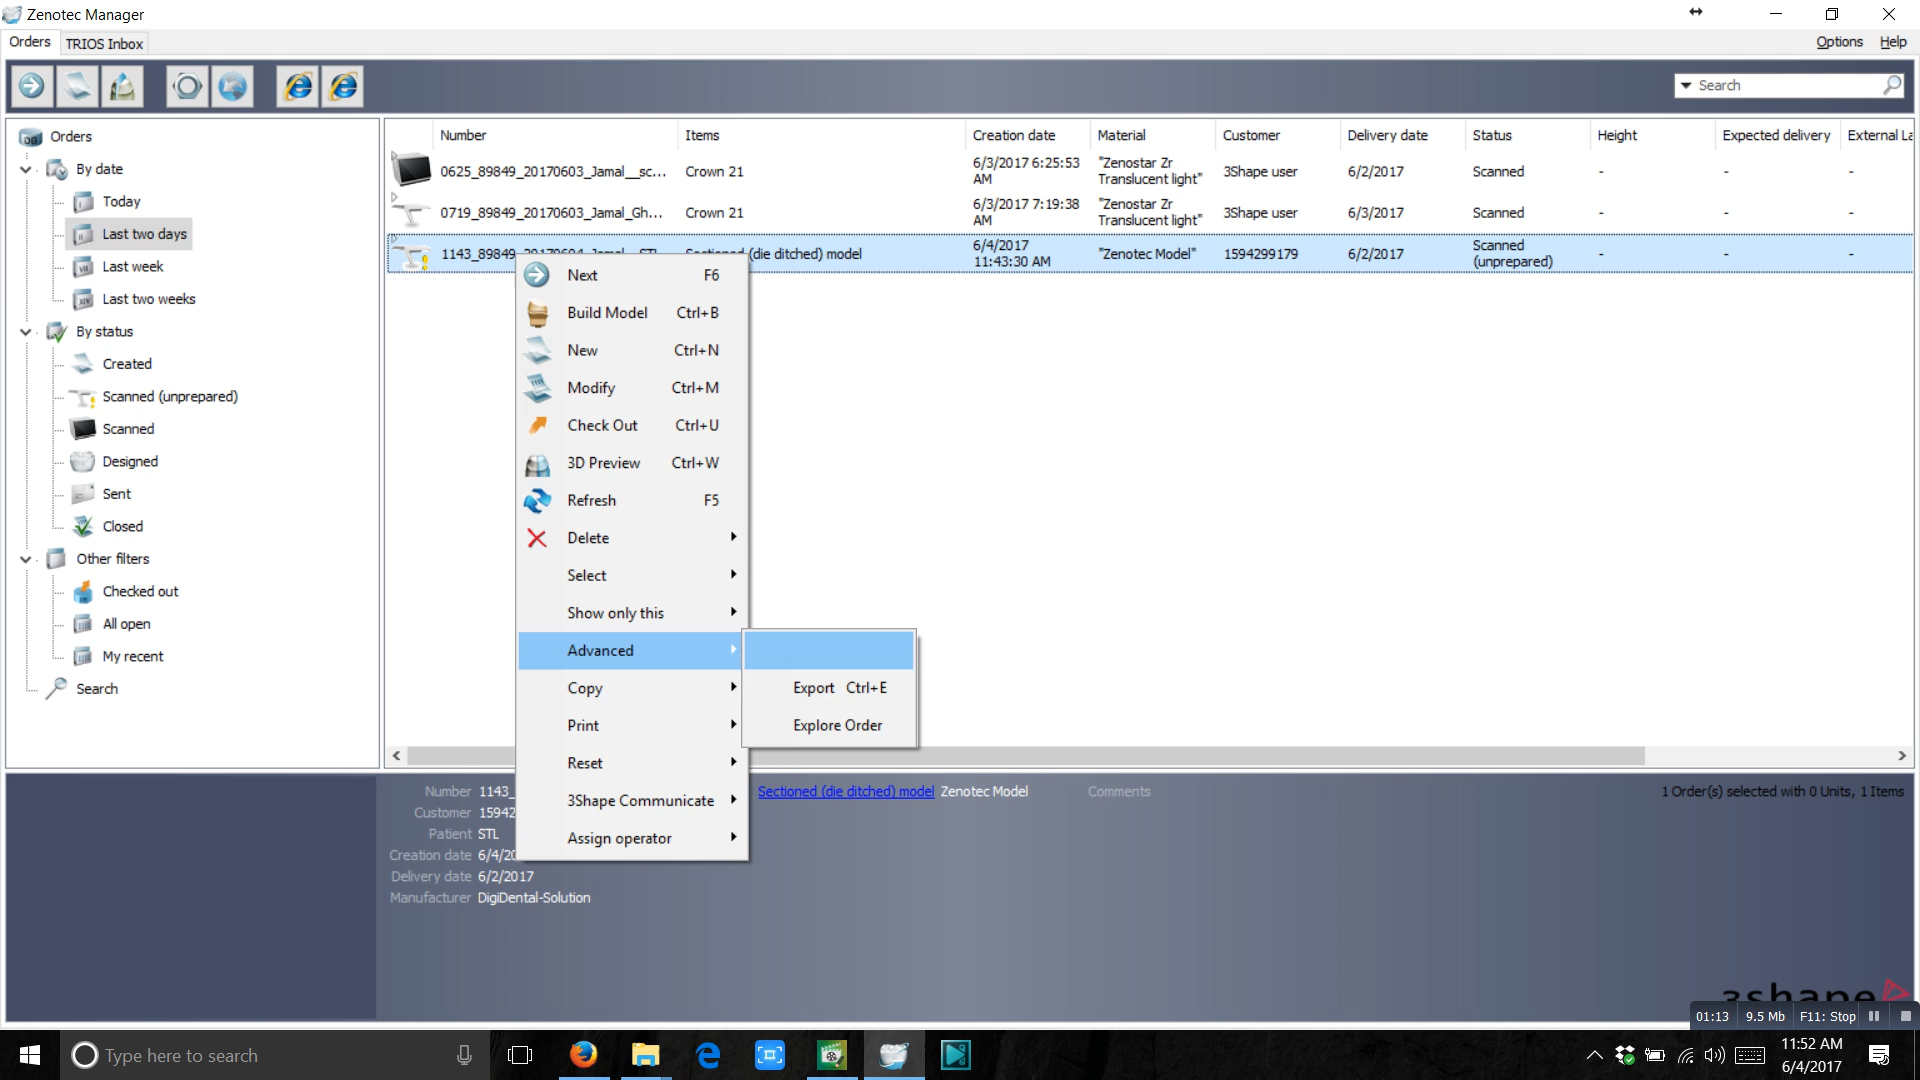 Zenotec Manager
Orders
TRIOS Inbox
Options
Help
Search
Orders
By date
Today
Last two days
Last week
Last two weeks
By status
Created
Scanned (unprepared)
Scanned
Designed
Sent
Closed
Other filters
Checked out
All open
My recent
Search
Number Items Creation date Material Customer Delivery date Status Height Expected delivery External La
0625_89849_20170603_Jamal__sc... Crown 21 6/3/2017 6:25:53 AM "Zenostar Zr Translucent light" 3Shape user 6/2/2017 Scanned - - -
0719_89849_20170603_Jamal_Gh... Crown 21 6/3/2017 7:19:38 AM "Zenostar Zr Translucent light" 3Shape user 6/3/2017 Scanned - - -
1143_89849_20170604_Jamal__STL Sectioned (die ditched) model 6/4/2017 11:43:30 AM "Zenotec Model" 1594299179 6/2/2017 Scanned (unprepared) - - -
Next F6
Build Model Ctrl+B
New Ctrl+N
Modify Ctrl+M
Check Out Ctrl+U
3D Preview Ctrl+W
Refresh F5
Delete
Select
Show only this
Advanced
Copy
Print
Reset
3Shape Communicate
Assign operator
Export Ctrl+E
Explore Order
Number 1143_
Customer 15942
Patient STL
Creation date 6/4/20
Delivery date 6/2/2017
Manufacturer DigiDental-Solution
Sectioned (die ditched) model Zenotec Model
Comments
1 Order(s) selected with 0 Units, 1 Items
3shape
01:13 9.5 Mb F11: Stop
Type here to search
11:52 AM
6/4/2017